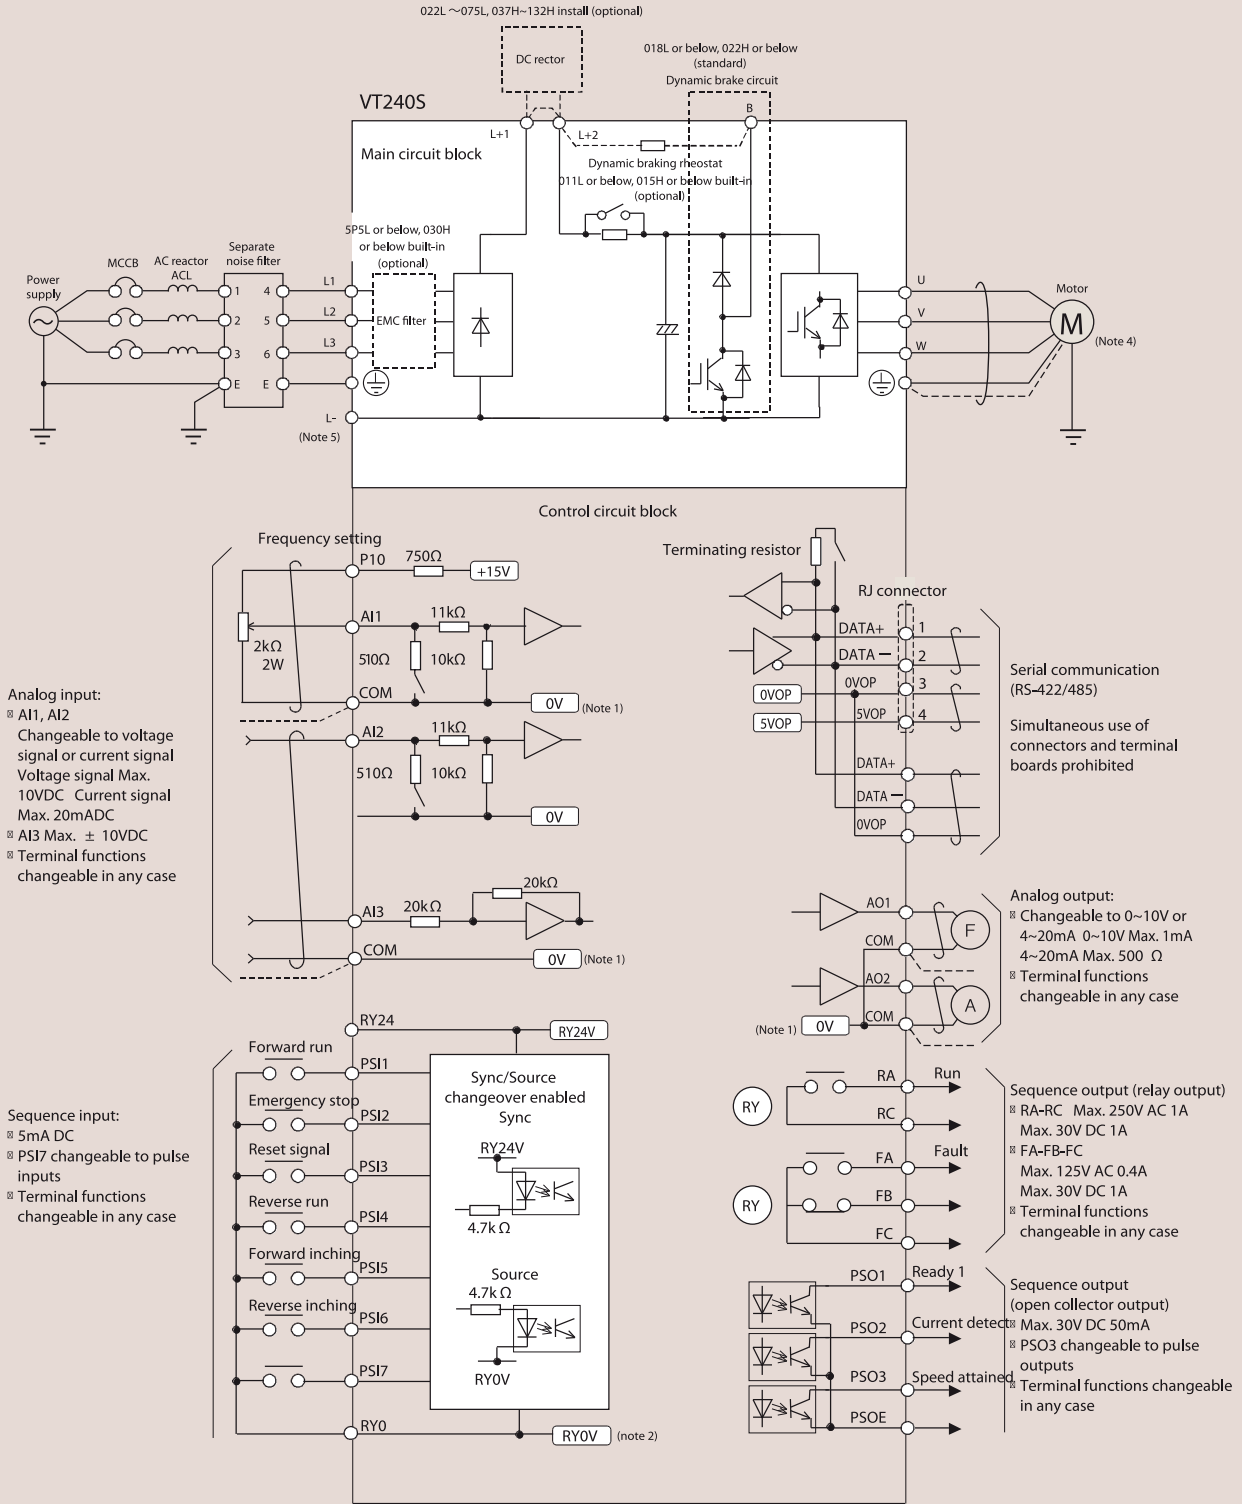 022L ～075L, 037H~132H install (optional)
DC rector
018L or below, 022H or below
(standard)
Dynamic brake circuit
VT240S
B
L+1
L+2
Main circuit block
Dynamic braking rheostat
011L or below, 015H or below built-in
(optional)
5P5L or below, 030H
or below built-in
(optional)
Separate
noise filter
MCCB
AC reactor
ACL
Power
supply
1 4
2 5
3 6
E E
L1
L2
L3
EMC filter
L-
(Note 5)
U
V
W
Motor
M
(Note 4)
Control circuit block
Frequency setting
P10
750Ω
+15V
AI1
11kΩ
2kΩ
2W
510Ω
10kΩ
COM
0V
(Note 1)
AI2
11kΩ
510Ω
10kΩ
0V
20kΩ
AI3
20kΩ
COM
0V
(Note 1)
Analog input:
AI1, AI2
Changeable to voltage
signal or current signal
Voltage signal Max.
10VDC Current signal
Max. 20mADC
AI3 Max. ± 10VDC
Terminal functions
changeable in any case
Terminating resistor
RJ connector
DATA+
1
DATA −
2
0VOP
0VOP
3
5VOP
5VOP
4
DATA+
DATA −
0VOP
Serial communication
(RS-422/485)
Simultaneous use of
connectors and terminal
boards prohibited
AO1
F
COM
AO2
A
(Note 1)
0V
COM
Analog output:
Changeable to 0~10V or
4~20mA 0~10V Max. 1mA
4~20mA Max. 500 Ω
Terminal functions
changeable in any case
RY24
RY24V
Forward run
PSI1
Emergency stop
PSI2
Reset signal
PSI3
Reverse run
PSI4
Forward inching
PSI5
Reverse inching
PSI6
PSI7
RY0
RY0V
(note 2)
Sync/Source
changeover enabled
Sync
RY24V
4.7k Ω
Source
4.7k Ω
RY0V
Sequence input:
5mA DC
PSI7 changeable to pulse
inputs
Terminal functions
changeable in any case
RY
RA
Run
RC
RY
FA
Fault
FB
FC
Sequence output (relay output)
RA-RC Max. 250V AC 1A
Max. 30V DC 1A
FA-FB-FC
Max. 125V AC 0.4A
Max. 30V DC 1A
Terminal functions
changeable in any case
PSO1
Ready 1
PSO2
Current detect
PSO3
Speed attained
PSOE
Sequence output
(open collector output)
Max. 30V DC 50mA
PSO3 changeable to pulse
outputs
Terminal functions changeable
in any case